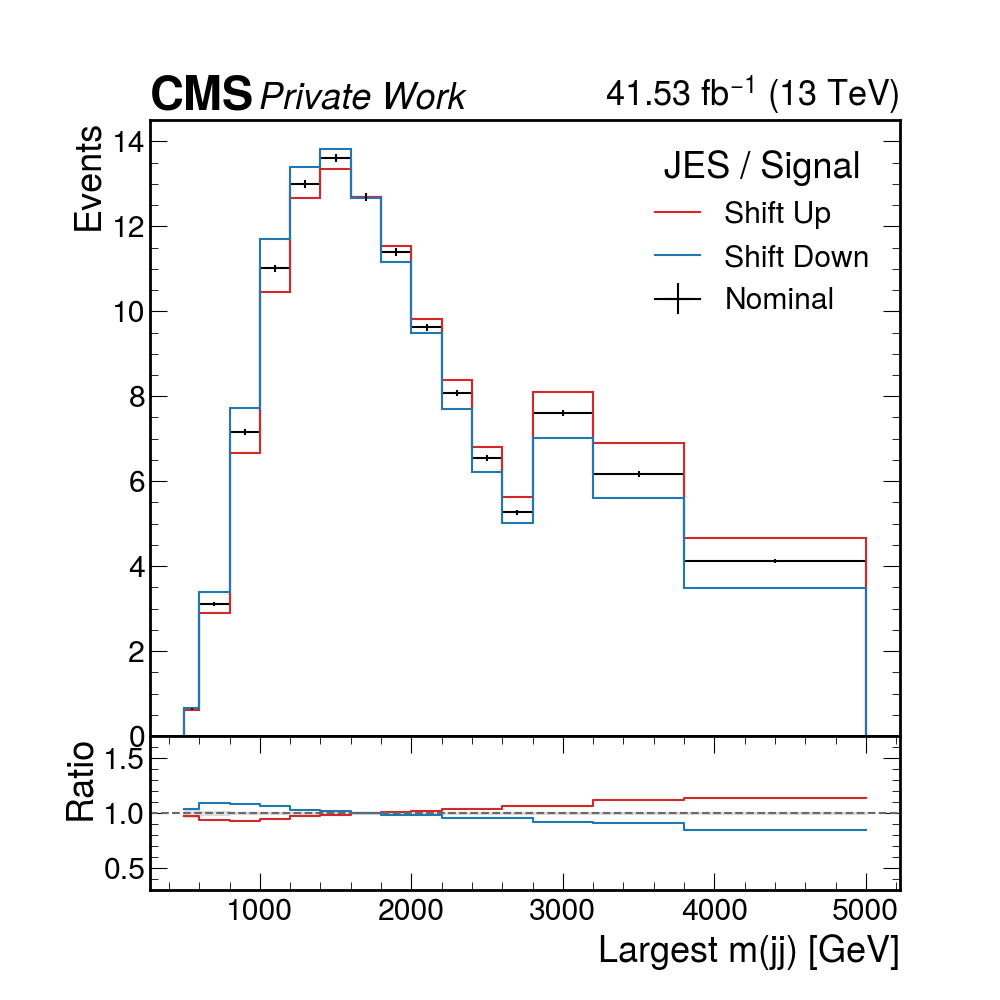 CMS Private Work 41.53 fb⁻¹ (13 TeV)
Events
14
12
10
8
6
4
2
0
JES / Signal
Shift Up
Shift Down
Nominal
Ratio
1.5
1.0
0.5
1000 2000 3000 4000 5000
Largest m(jj) [GeV]